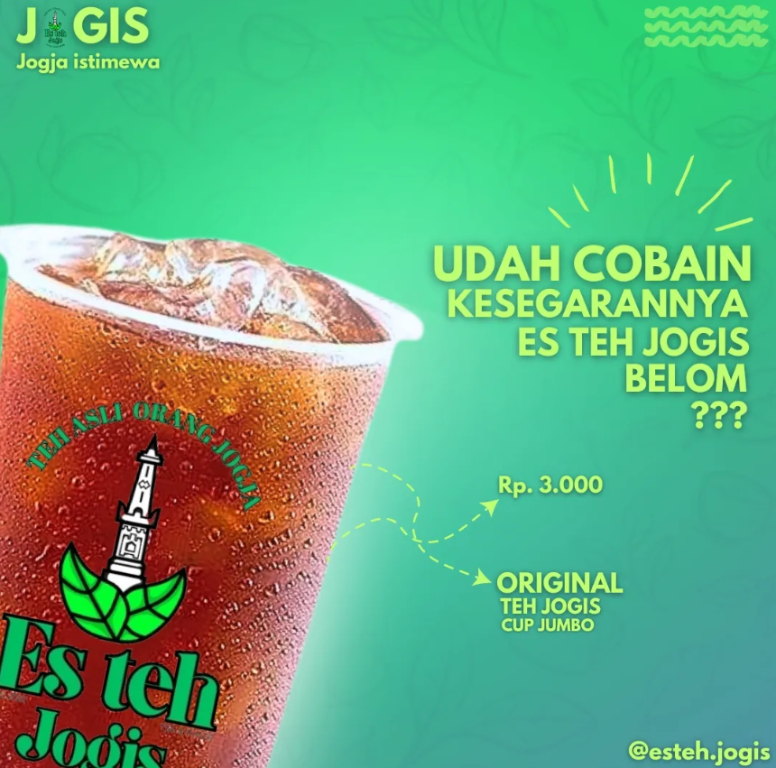 JOGIS
Jogja istimewa
UDAH COBAIN
KESEGARANNYA
ES TEH JOGIS
BELOM
???
TEH ASLI ORANG JOGJA
Rp. 3.000
ORIGINAL
TEH JOGIS
CUP JUMBO
Es teh
Jogis
@esteh.jogis